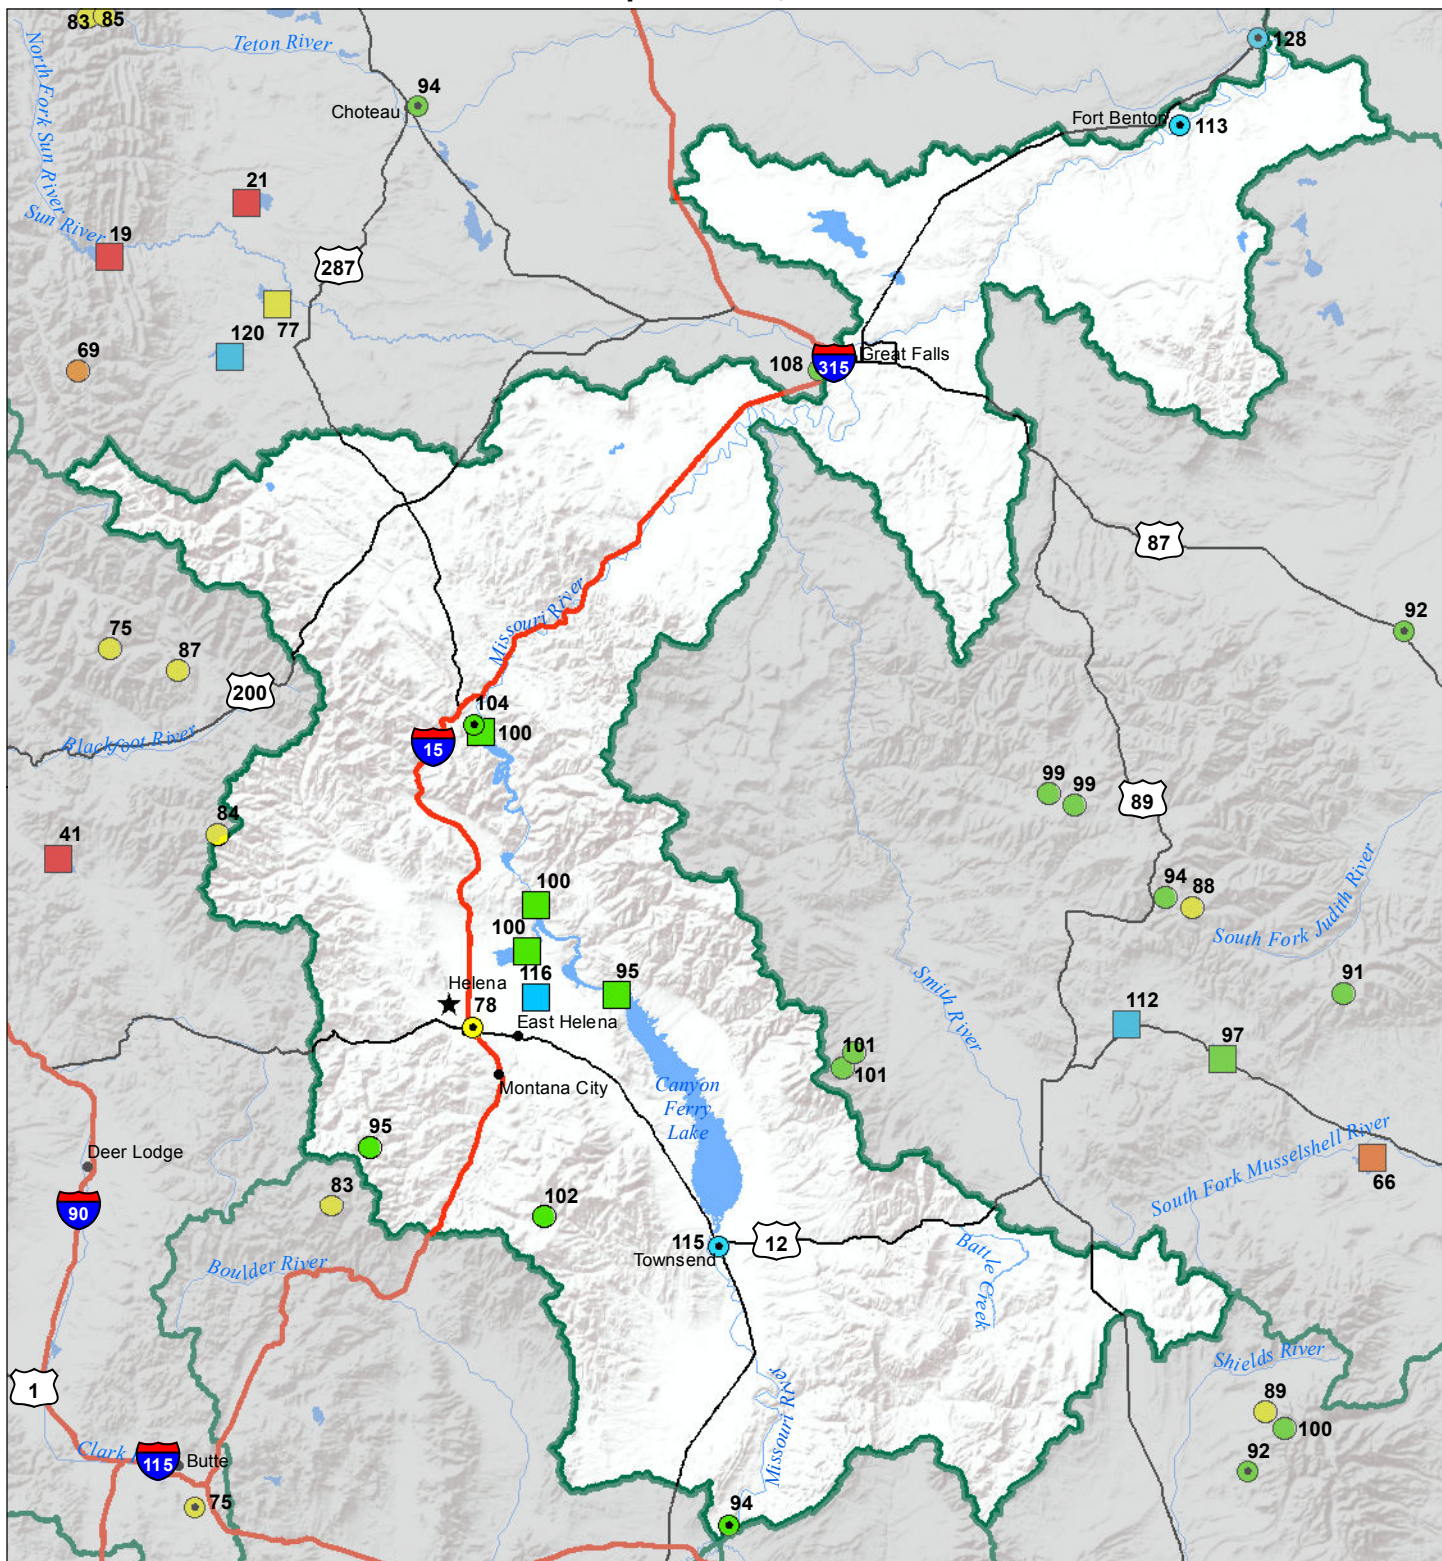 83
85
Teton River
North Fork Sun River
128
94
Choteau
Fort Benton
113
21
Sun River
19
287
77
120
69
108
315
Great Falls
87
92
Missouri River
75
87
200
104
100
Blackfoot River
15
99
99
89
84
41
100
94
88
South Fork Judith River
100
Helena
116
95
Smith River
91
78
East Helena
112
97
101
101
Montana City
Canyon
Ferry
Lake
95
Deer Lodge
South Fork Musselshell River
66
83
90
102
115
12
Townsend
Battle Creek
Boulder River
Shields River
1
Missouri River
89
100
Clark
115
Butte
92
75
94